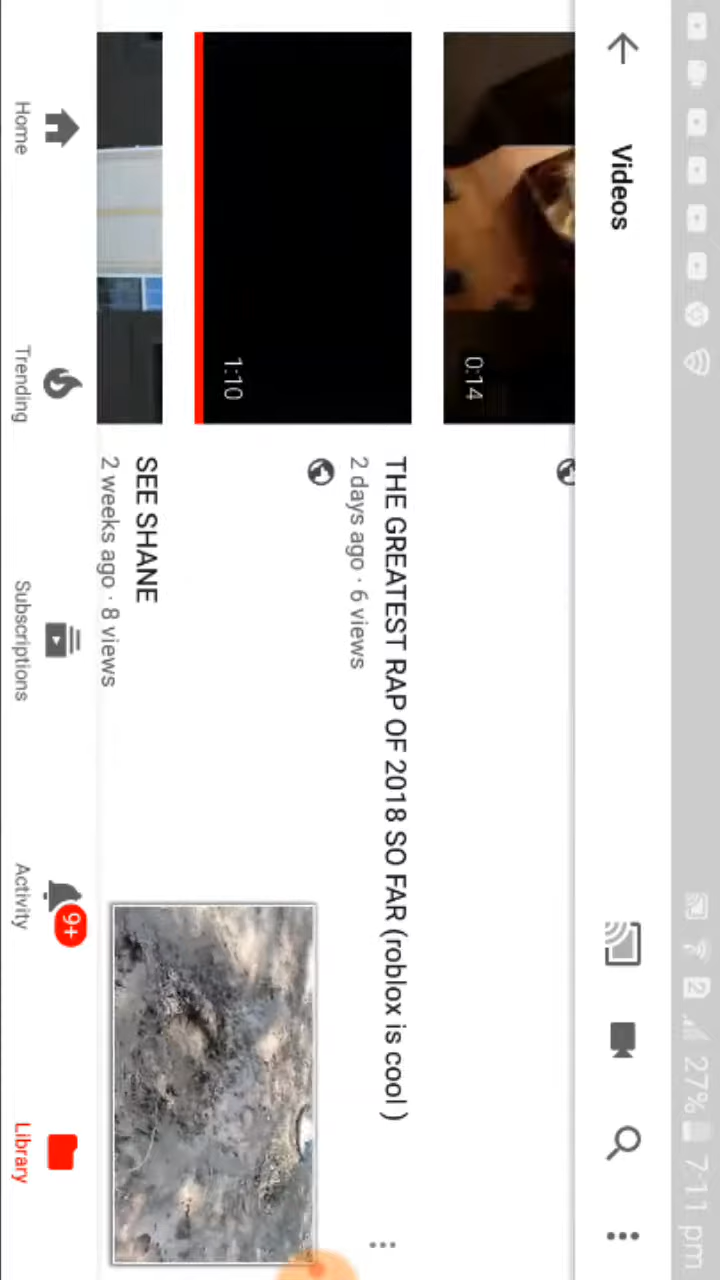 2 27% 7:11 pm
Videos
0:14
THE GREATEST RAP OF 2018 SO FAR (roblox is cool )
2 days ago · 6 views
1:10
SEE SHANE
2 weeks ago · 8 views
9+
Home Trending Subscriptions Activity Library